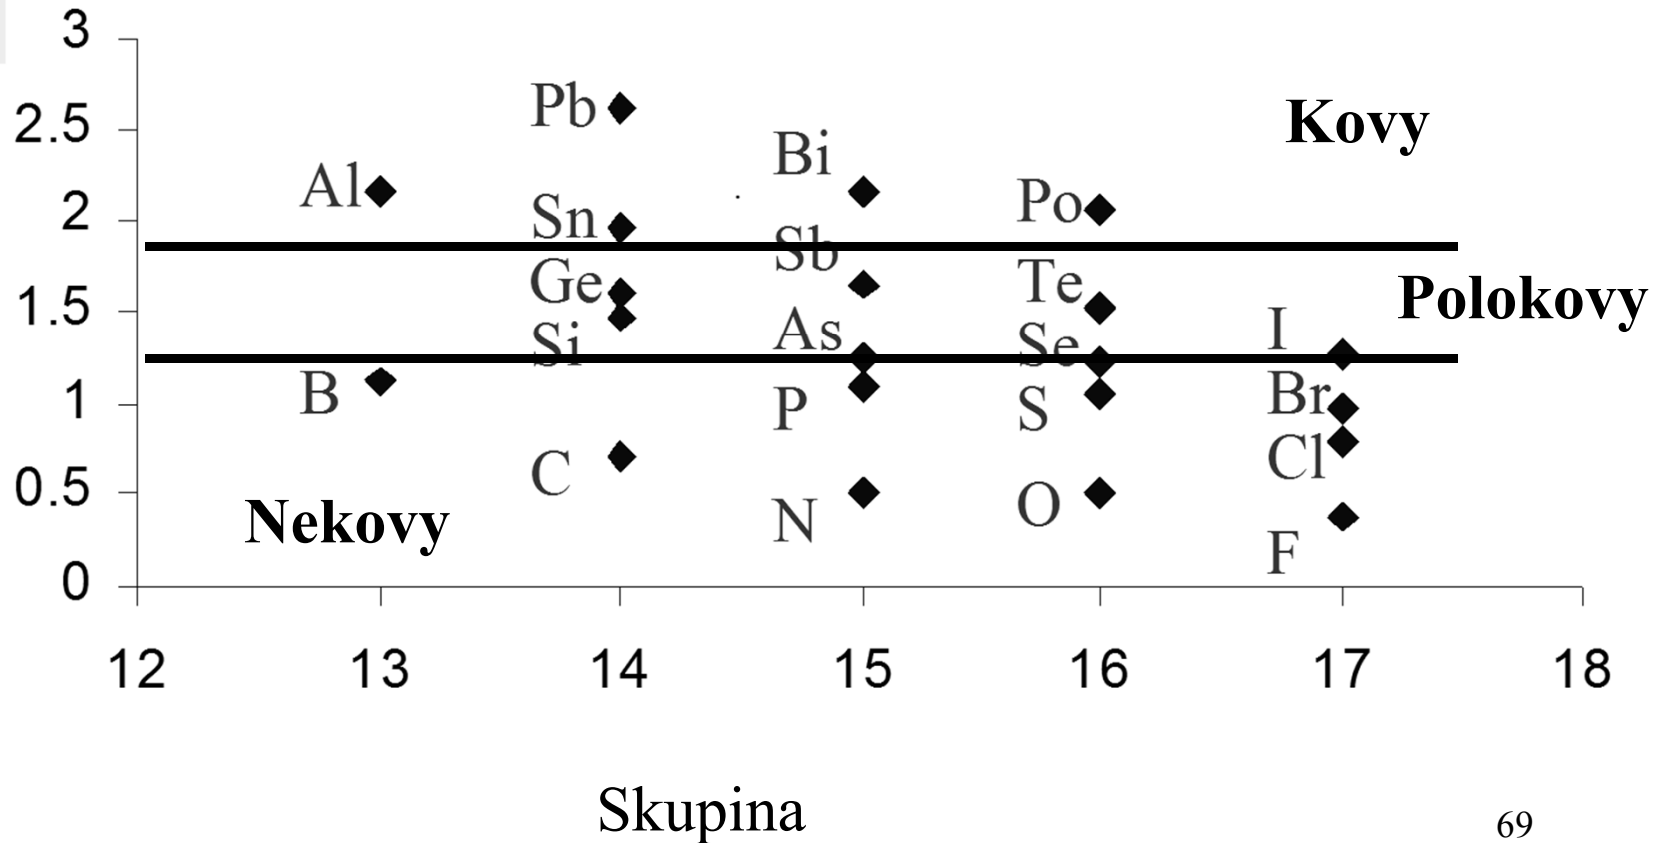 3
Pb
2.5
Kovy
Bi
Al
Po
2
Sn
Sb
Ge
Te
Polokovy
1.5
I
As
Si
Se
B
1
Br
P
S
Cl
C
0.5
O
N
Nekovy
F
0
12 13 14 15 16 17 18
Skupina
69